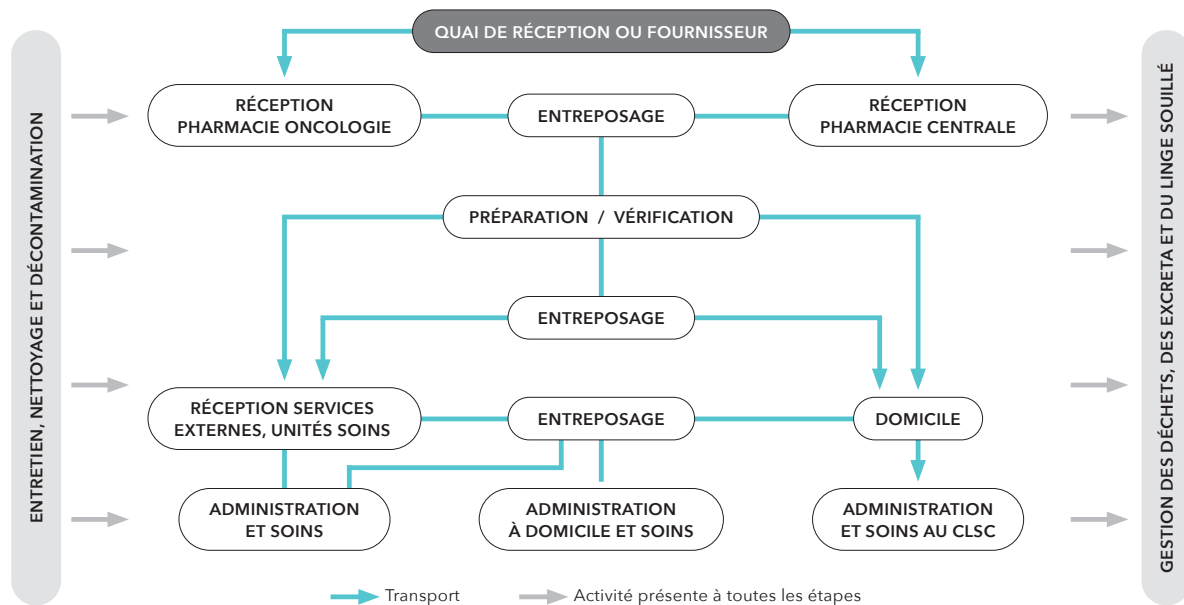 QUAI DE RÉCEPTION OU FOURNISSEUR
ENTRETIEN, NETTOYAGE ET DÉCONTAMINATION
RÉCEPTION
PHARMACIE ONCOLOGIE
ENTREPOSAGE
RÉCEPTION
PHARMACIE CENTRALE
PRÉPARATION / VÉRIFICATION
ENTREPOSAGE
RÉCEPTION SERVICES
EXTERNES, UNITÉS SOINS
ENTREPOSAGE
DOMICILE
ADMINISTRATION
ET SOINS
ADMINISTRATION
À DOMICILE ET SOINS
ADMINISTRATION
ET SOINS AU CLSC
GESTION DES DÉCHETS, DES EXCRETA ET DU LINGE SOUILLÉ
Transport
Activité présente à toutes les étapes